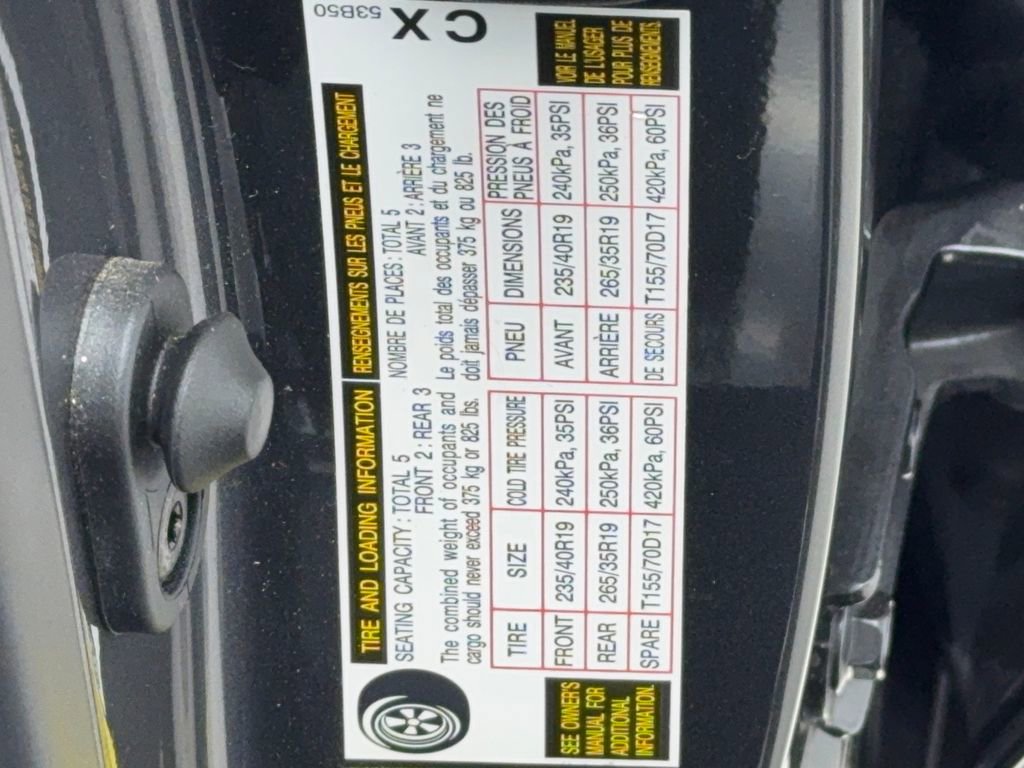 TIRE AND LOADING INFORMATION
SEATING CAPACITY: TOTAL 5
FRONT 2: REAR 3
The combined weight of occupants and
cargo should never exceed 375 kg or 825 lbs.
TIRE SIZE COLD TIRE PRESSURE
FRONT 235/40R19 240kPa, 35PSI
REAR 265/35R19 250kPa, 36PSI
SPARE T155/70D17 420kPa, 60PSI
SEE OWNER'S
MANUAL FOR
ADDITIONAL
INFORMATION.
RENSEIGNEMENTS SUR LES PNEUS ET LE CHARGEMENT
NOMBRE DE PLACES: TOTAL 5
AVANT 2: ARRIÈRE 3
Le poids total des occupants et du chargement ne
doit jamais dépasser 375 kg ou 825 lb.
PNEU DIMENSIONS PRESSION DES
PNEUS À FROID
AVANT 235/40R19 240kPa, 35PSI
ARRIÈRE 265/35R19 250kPa, 36PSI
DE SECOURS T155/70D17 420kPa, 60PSI
VOIR LE MANUEL
DE L'USAGER
POUR PLUS DE
RENSEIGNEMENTS.
53B50
CX